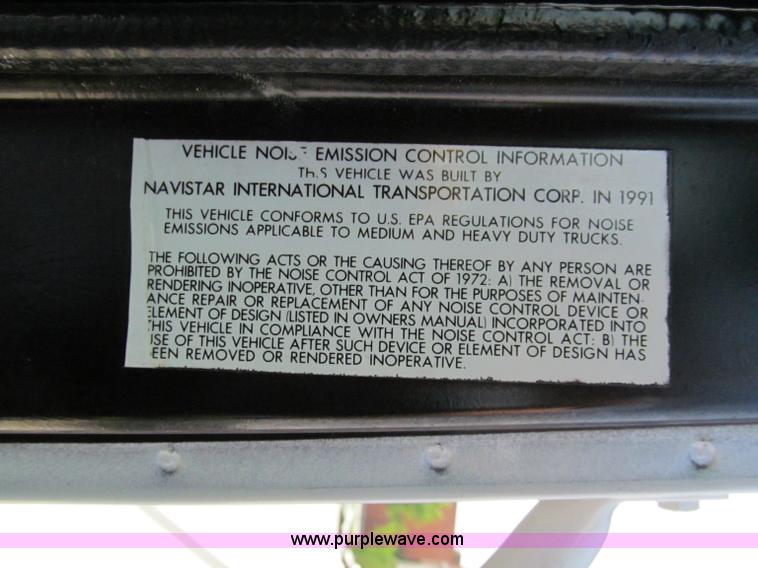 VEHICLE NOISE EMISSION CONTROL INFORMATION
THIS VEHICLE WAS BUILT BY
NAVISTAR INTERNATIONAL TRANSPORTATION CORP. IN 1991
THIS VEHICLE CONFORMS TO U.S. EPA REGULATIONS FOR NOISE
EMISSIONS APPLICABLE TO MEDIUM AND HEAVY DUTY TRUCKS.
THE FOLLOWING ACTS OR THE CAUSING THEREOF BY ANY PERSON ARE
PROHIBITED BY THE NOISE CONTROL ACT OF 1972: A) THE REMOVAL OR
RENDERING INOPERATIVE, OTHER THAN FOR THE PURPOSES OF MAINTEN-
ANCE REPAIR OR REPLACEMENT OF ANY NOISE CONTROL DEVICE OR
ELEMENT OF DESIGN (LISTED IN OWNERS MANUAL) INCORPORATED INTO
THIS VEHICLE IN COMPLIANCE WITH THE NOISE CONTROL ACT; B) THE
USE OF THIS VEHICLE AFTER SUCH DEVICE OR ELEMENT OF DESIGN HAS
BEEN REMOVED OR RENDERED INOPERATIVE.
www.purplewave.com